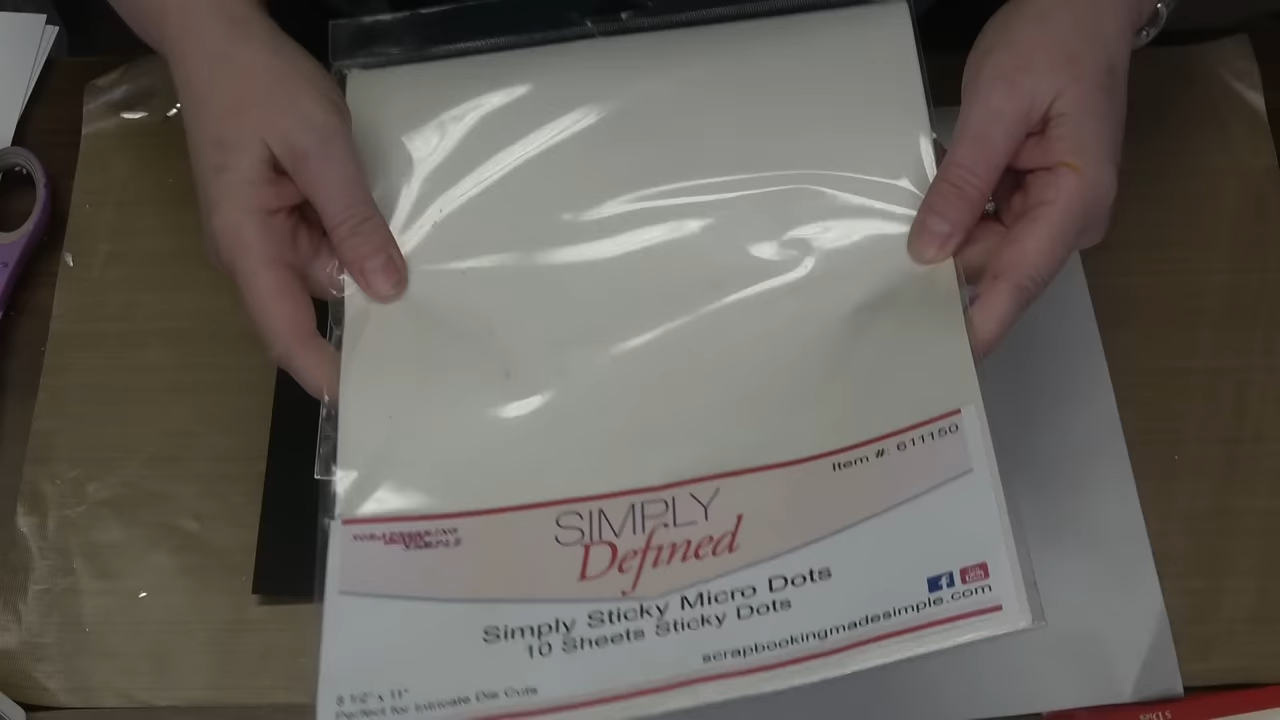 Item #: 611150
SIMPLY
Defined
Simply Sticky Micro Dots
10 Sheets Sticky Dots
scrapbookingmadesimple.com
8 1/2" x 11"
Perfect for Intricate Die Cuts